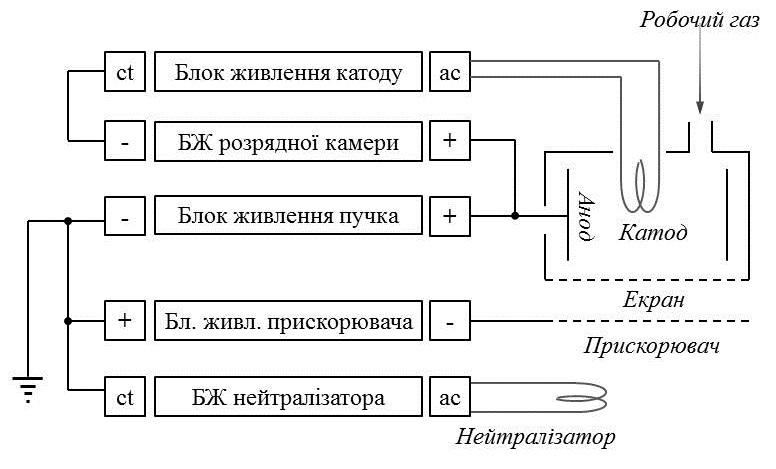 Робочий газ
ct Блок живлення катоду ac
- БЖ розрядної камери +
- Блок живлення пучка +
Анод
Катод
Екран
+ Бл. живл. прискорювача -
Прискорювач
ct БЖ нейтралізатора ac
Нейтралізатор